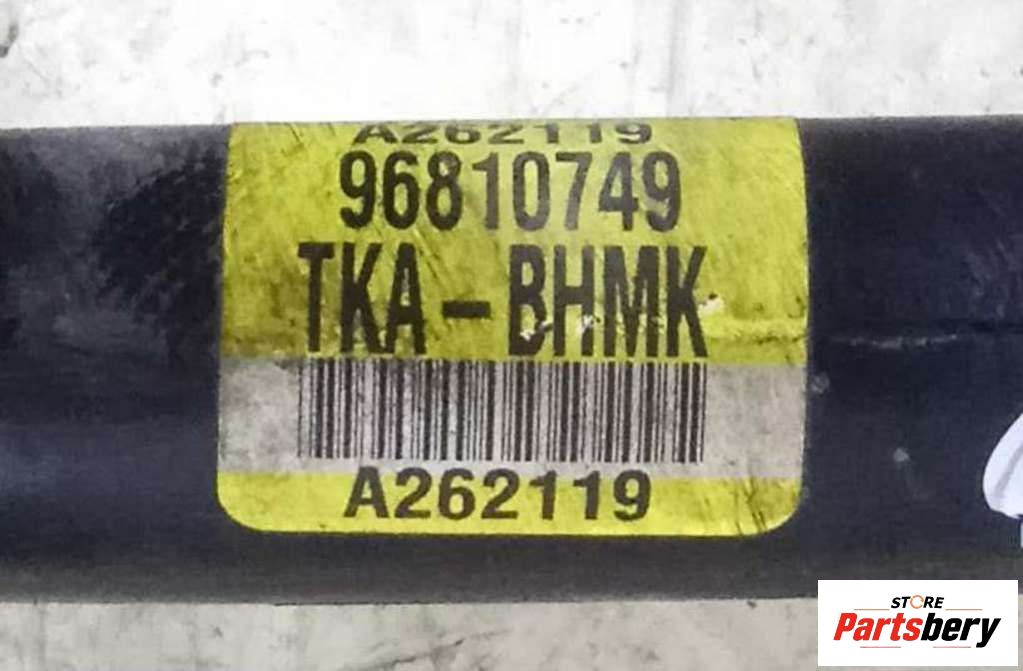 A262119
96810749
TKA-BHMK
A262119
STORE
Partsbery